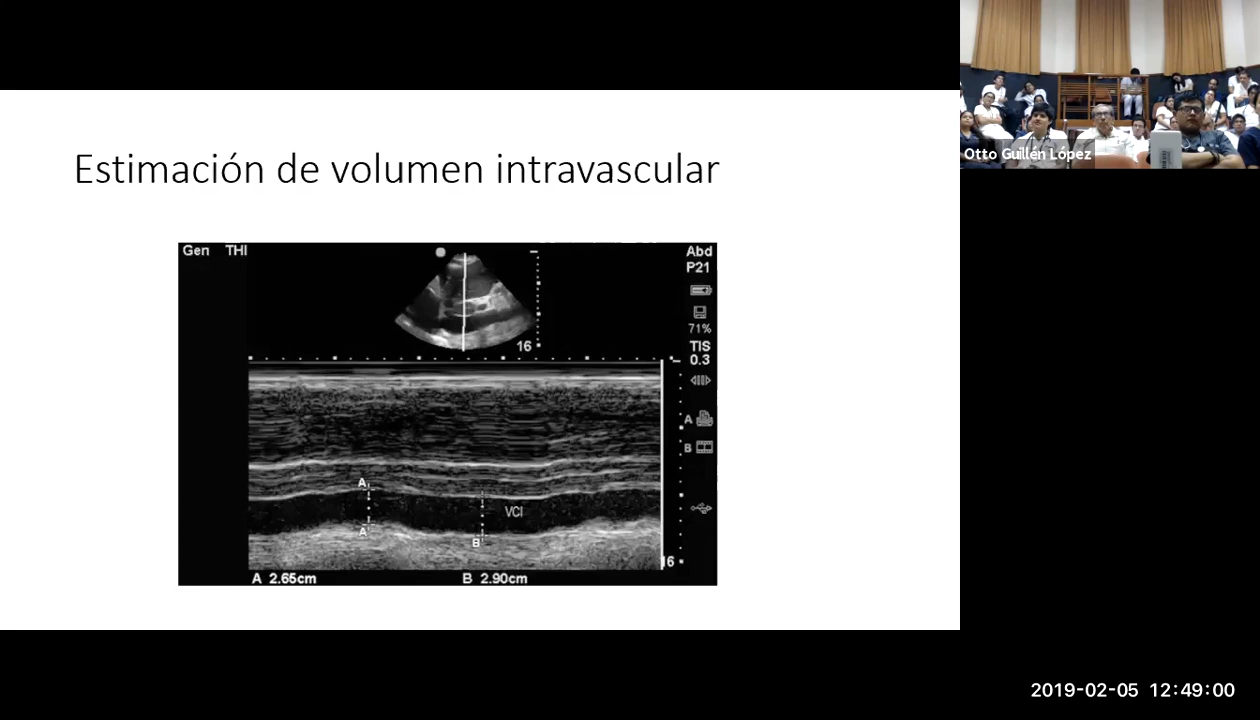 Otto Guillén López
Estimación de volumen intravascular
Gen THI
Abd
P21
71%
TIS
0.3
16
A
B
A
A
B
VCI
16
A 2.65cm
B 2.90cm
2019-02-05 12:49:00